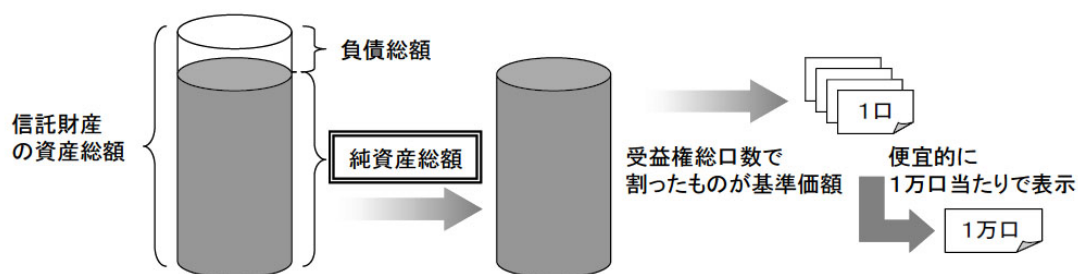 負債総額
信託財産
の資産総額
純資産総額
受益権総口数で
割ったものが基準価額
1口
便宜的に
1万口当たりで表示
1万口